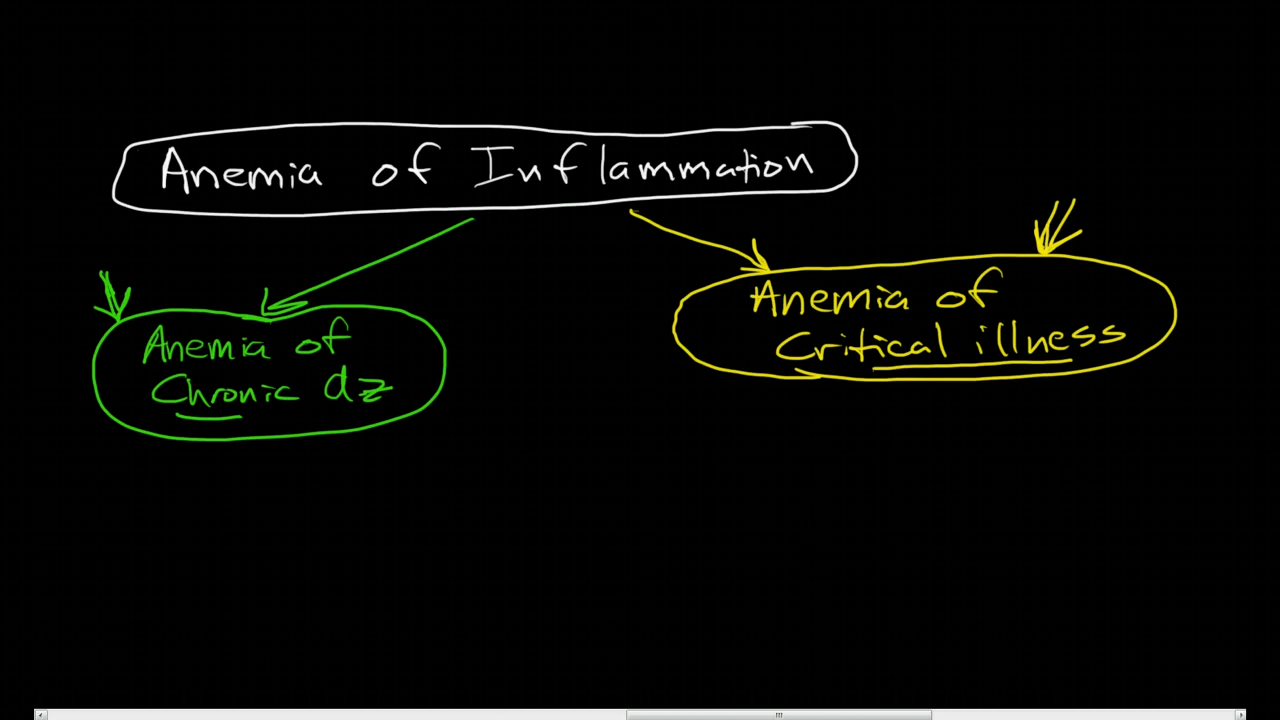 Anemia of Inflammation
Anemia of
Chronic dz
Anemia of
Critical illness